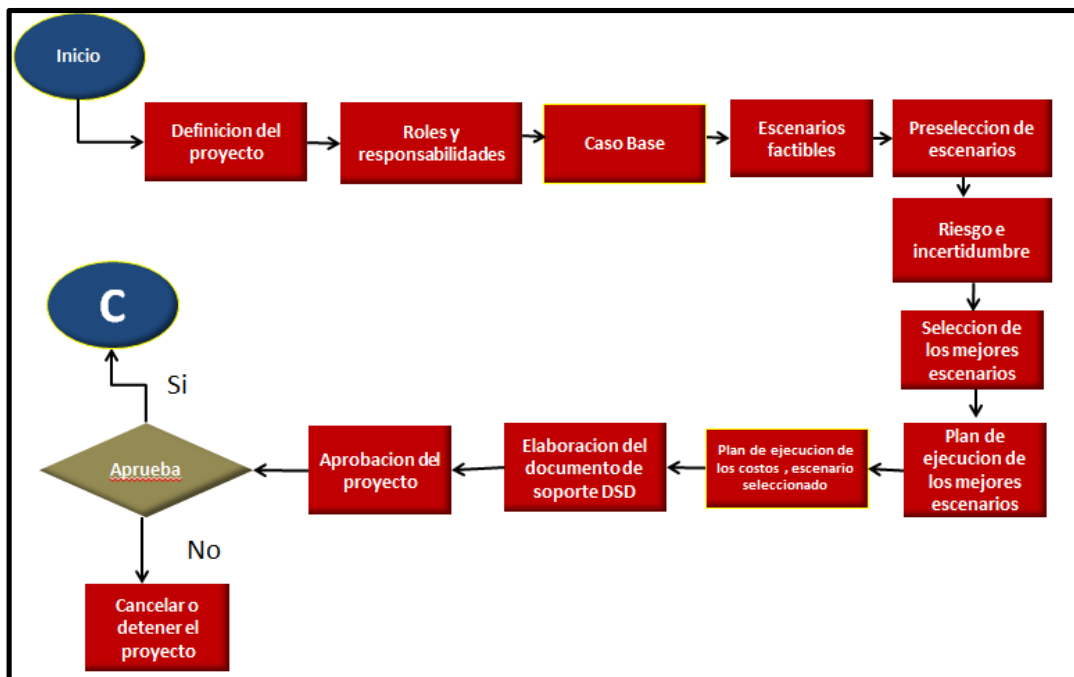 Inicio
Definicion del
proyecto
Roles y
responsabilidades
Caso Base
Escenarios
factibles
Preseleccion de
escenarios
Riesgo e
incertidumbre
Seleccion de
los mejores
escenarios
Plan de
ejecucion de
los mejores
escenarios
Plan de ejecucion de
los costos , escenario
seleccionado
Elaboracion del
documento de
soporte DSD
Aprobacion del
proyecto
Aprueba
Si
C
No
Cancelar o
detener el
proyecto